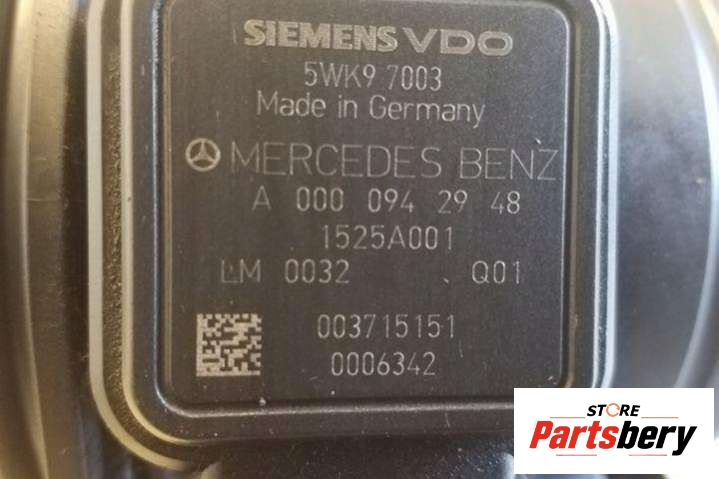 SIEMENS VDO
5WK9 7003
Made in Germany
MERCEDES BENZ
A 000 094 29 48
1525A001
LM 0032 Q01
003715151
0006342
STORE
Partsbery